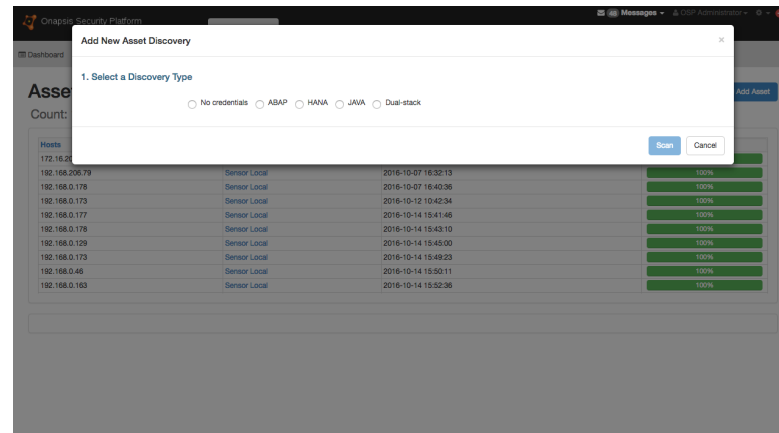 Onapsis Security Platform
48 Messages OSP Administrator
Dashboard
Add New Asset Discovery ×
1. Select a Discovery Type
No credentials ABAP HANA JAVA Dual-stack
Scan Cancel
Asse
Add Asset
Count:
Hosts
172.16.20
192.168.206.79 Sensor Local 2016-10-07 16:32:13 100%
192.168.0.178 Sensor Local 2016-10-07 16:40:36 100%
192.168.0.173 Sensor Local 2016-10-12 10:42:34 100%
192.168.0.177 Sensor Local 2016-10-14 15:41:46 100%
192.168.0.178 Sensor Local 2016-10-14 15:43:10 100%
192.168.0.129 Sensor Local 2016-10-14 15:45:00 100%
192.168.0.173 Sensor Local 2016-10-14 15:49:23 100%
192.168.0.46 Sensor Local 2016-10-14 15:50:11 100%
192.168.0.163 Sensor Local 2016-10-14 15:52:36 100%